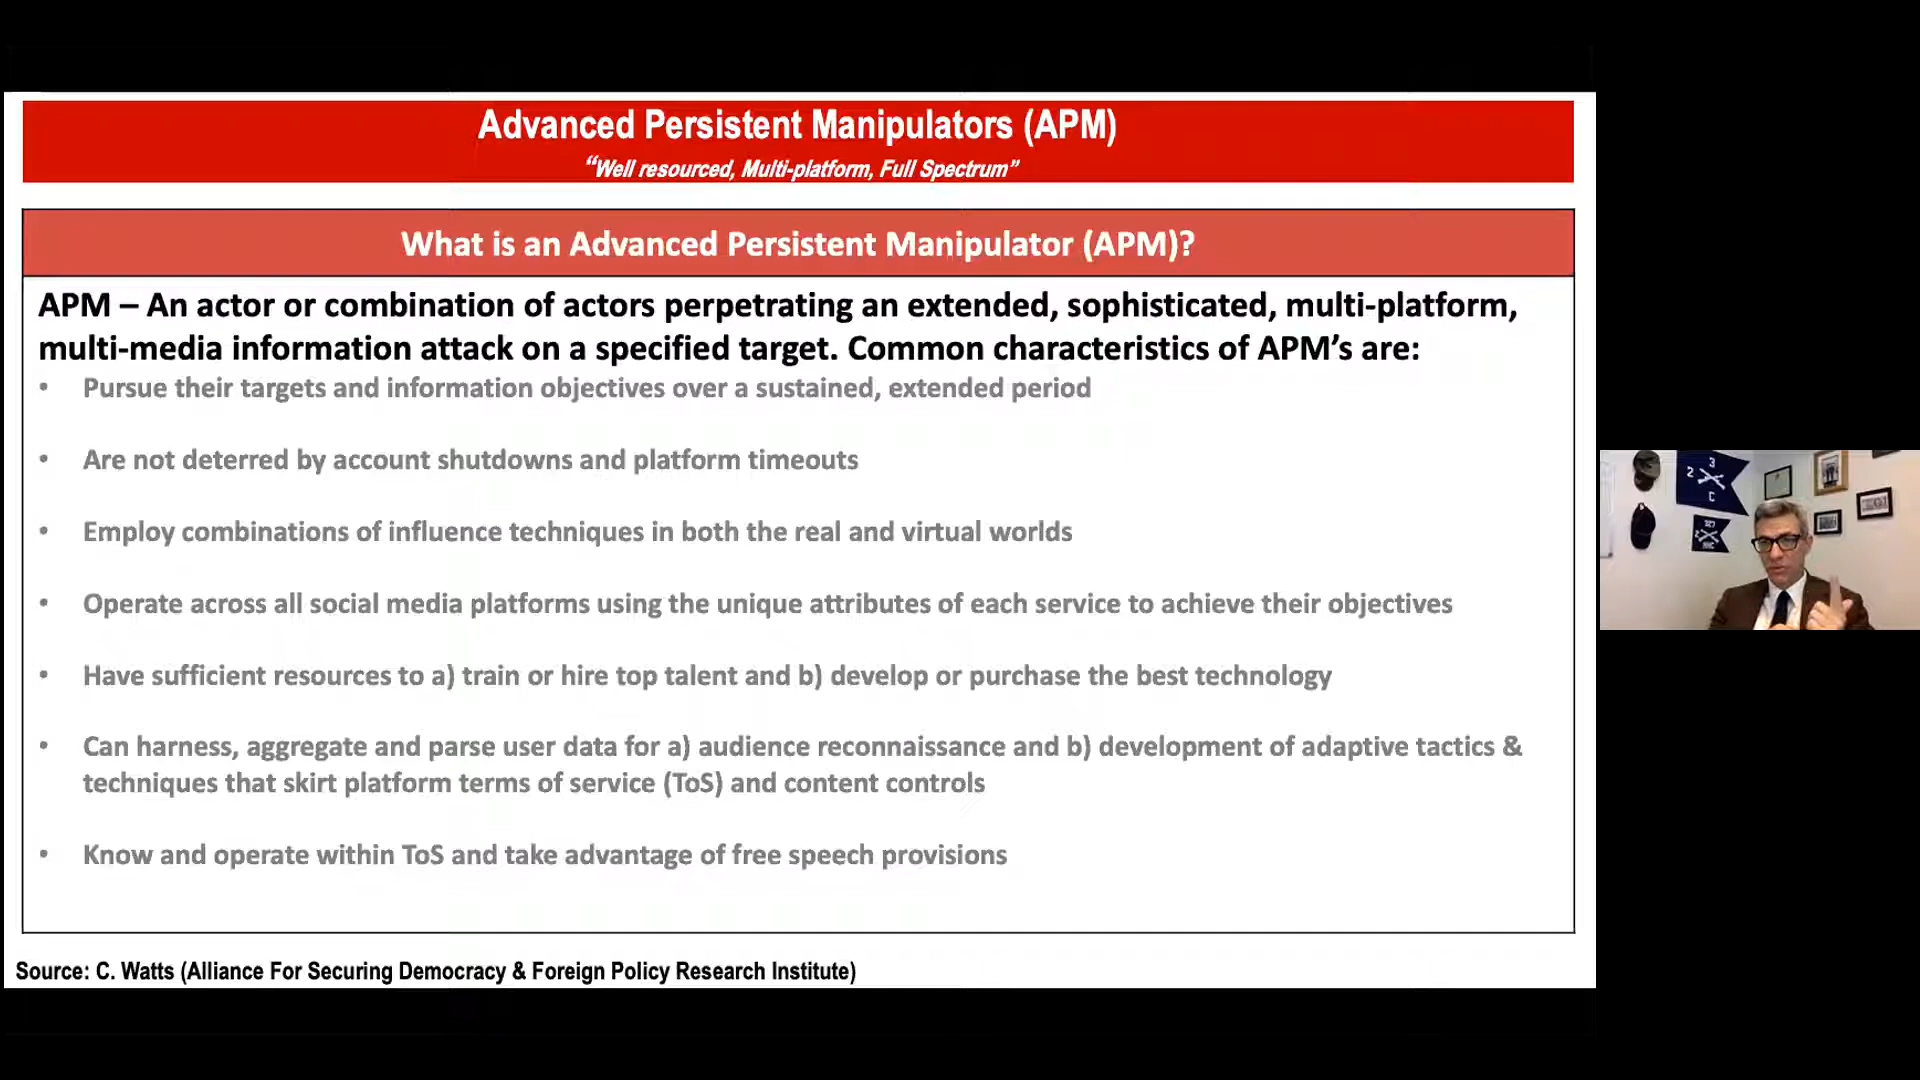 Advanced Persistent Manipulators (APM)
“Well resourced, Multi-platform, Full Spectrum”
What is an Advanced Persistent Manipulator (APM)?
APM – An actor or combination of actors perpetrating an extended, sophisticated, multi-platform,
multi-media information attack on a specified target. Common characteristics of APM’s are:
• Pursue their targets and information objectives over a sustained, extended period
• Are not deterred by account shutdowns and platform timeouts
• Employ combinations of influence techniques in both the real and virtual worlds
• Operate across all social media platforms using the unique attributes of each service to achieve their objectives
• Have sufficient resources to a) train or hire top talent and b) develop or purchase the best technology
• Can harness, aggregate and parse user data for a) audience reconnaissance and b) development of adaptive tactics &
techniques that skirt platform terms of service (ToS) and content controls
• Know and operate within ToS and take advantage of free speech provisions
Source: C. Watts (Alliance For Securing Democracy & Foreign Policy Research Institute)
3
2
C
327
2
HHC